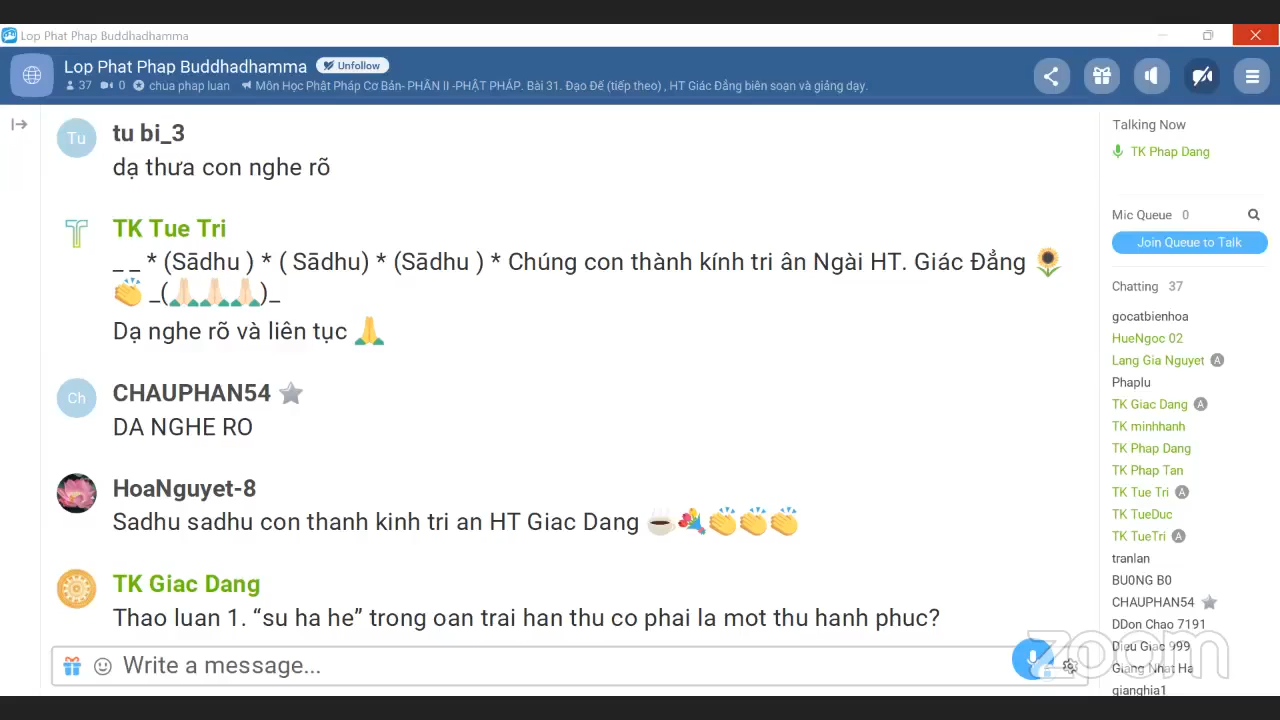 Lop Phat Phap Buddhadhamma
Lop Phat Phap Buddhadhamma Unfollow
37 0 chua phap luan Môn Học Phật Pháp Cơ Bản- PHẦN II -PHẬT PHÁP. Bài 31. Đạo Đế (tiếp theo) , HT Giác Đẳng biên soạn và giảng dạy.
Tu tu bi_3
dạ thưa con nghe rõ
TK Tue Tri
_ _ * (Sādhu ) * ( Sādhu) * (Sādhu ) * Chúng con thành kính tri ân Ngài HT. Giác Đẳng 🌻
👏 _(🙏🏻🙏🏻🙏🏻)_
Dạ nghe rõ và liên tục 🙏
Ch CHAUPHAN54
DA NGHE RO
HoaNguyet-8
Sadhu sadhu con thanh kinh tri an HT Giac Dang ☕💐👏👏👏
TK Giac Dang
Thao luan 1. “su ha he” trong oan trai han thu co phai la mot thu hanh phuc?
Write a message...
Talking Now
TK Phap Dang
Mic Queue 0
Join Queue to Talk
Chatting 37
gocatbienhoa
HueNgoc 02
Lang Gia Nguyet A
Phaplu
TK Giac Dang A
TK minhhanh
TK Phap Dang
TK Phap Tan
TK Tue Tri A
TK TueDuc
TK TueTri A
tranlan
BU0NG B0
CHAUPHAN54
DDon Chao 7191
Dieu Giac 999
Giang Nhat Ha
qianghia1
zoom